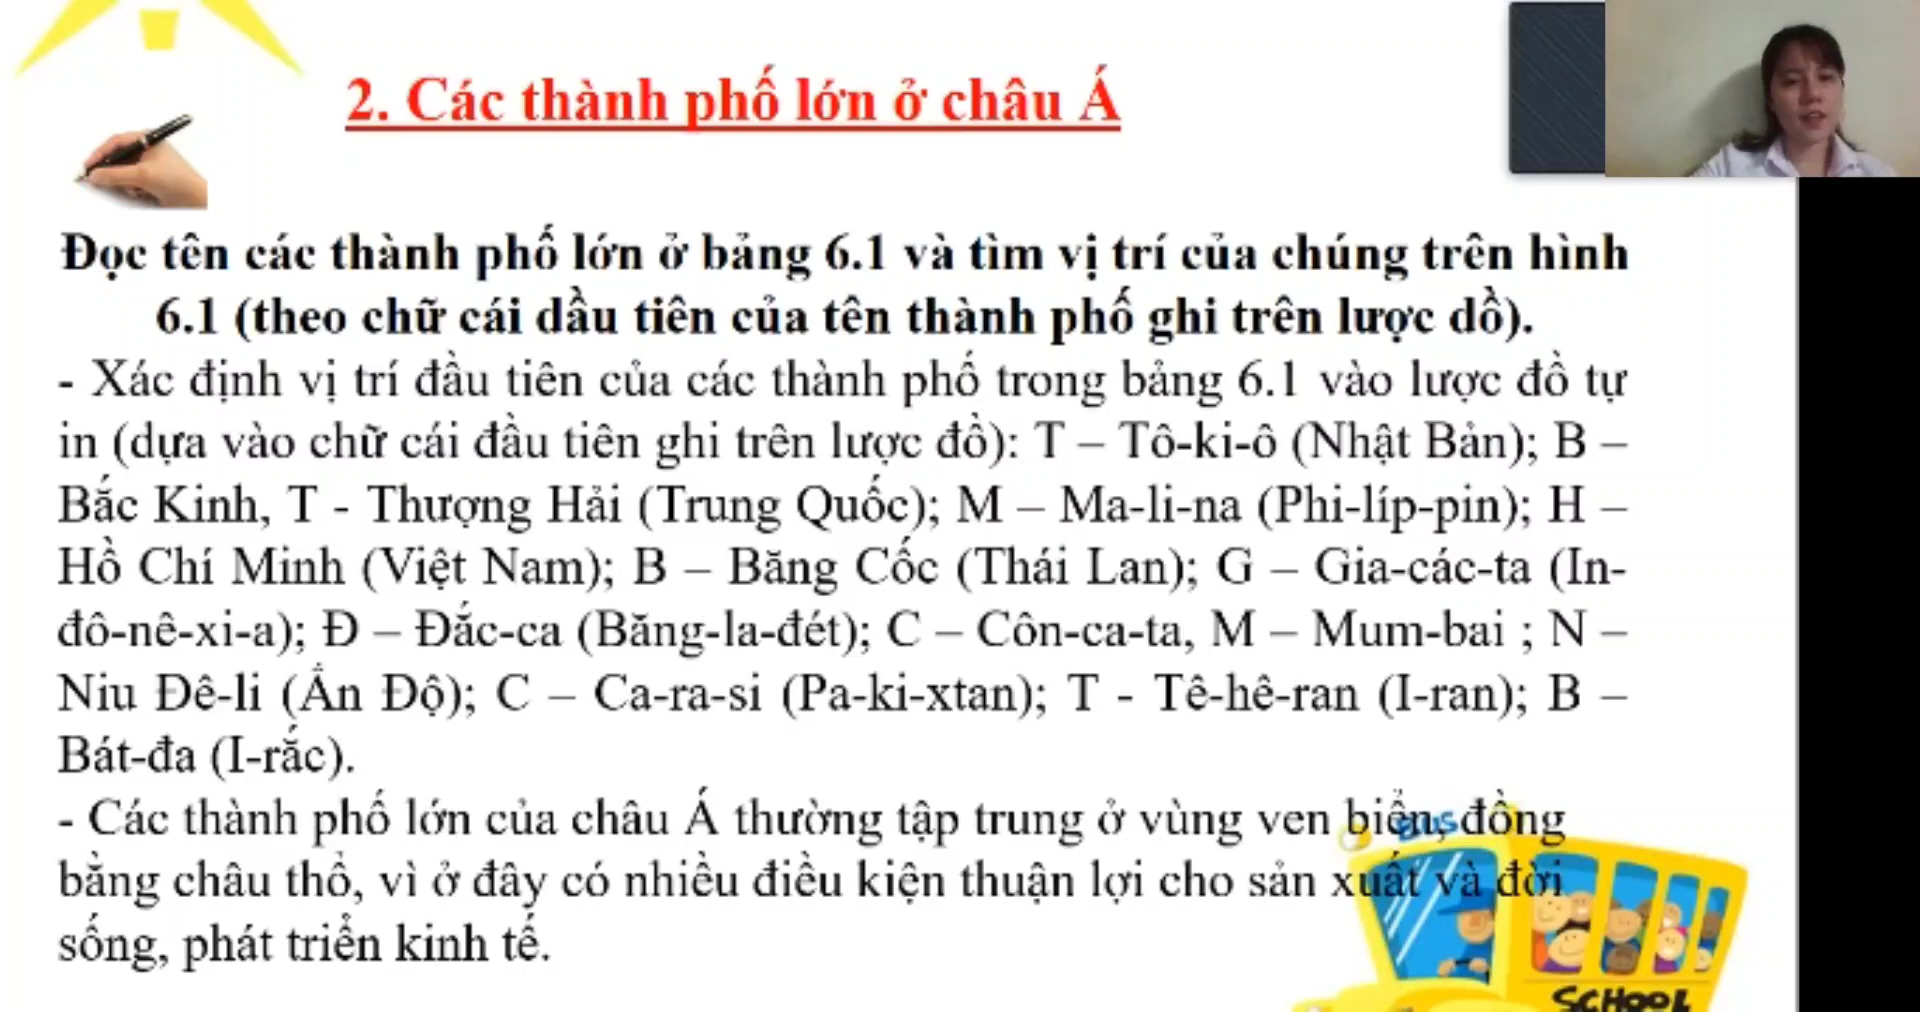 2. Các thành phố lớn ở châu Á
Đọc tên các thành phố lớn ở bảng 6.1 và tìm vị trí của chúng trên hình
6.1 (theo chữ cái dầu tiên của tên thành phố ghi trên lược dồ).
- Xác định vị trí đầu tiên của các thành phố trong bảng 6.1 vào lược đồ tự
in (dựa vào chữ cái đầu tiên ghi trên lược đồ): T – Tô-ki-ô (Nhật Bản); B –
Bắc Kinh, T - Thượng Hải (Trung Quốc); M – Ma-li-na (Phi-líp-pin); H –
Hồ Chí Minh (Việt Nam); B – Băng Cốc (Thái Lan); G – Gia-các-ta (In-
đô-nê-xi-a); Đ – Đắc-ca (Băng-la-đét); C – Côn-ca-ta, M – Mum-bai ; N –
Niu Đê-li (Ấn Độ); C – Ca-ra-si (Pa-ki-xtan); T - Tê-hê-ran (I-ran); B –
Bát-đa (I-rắc).
- Các thành phố lớn của châu Á thường tập trung ở vùng ven biển, đồng
bằng châu thổ, vì ở đây có nhiều điều kiện thuận lợi cho sản xuất và đời
sống, phát triển kinh tế.
BUS
SCHOOL